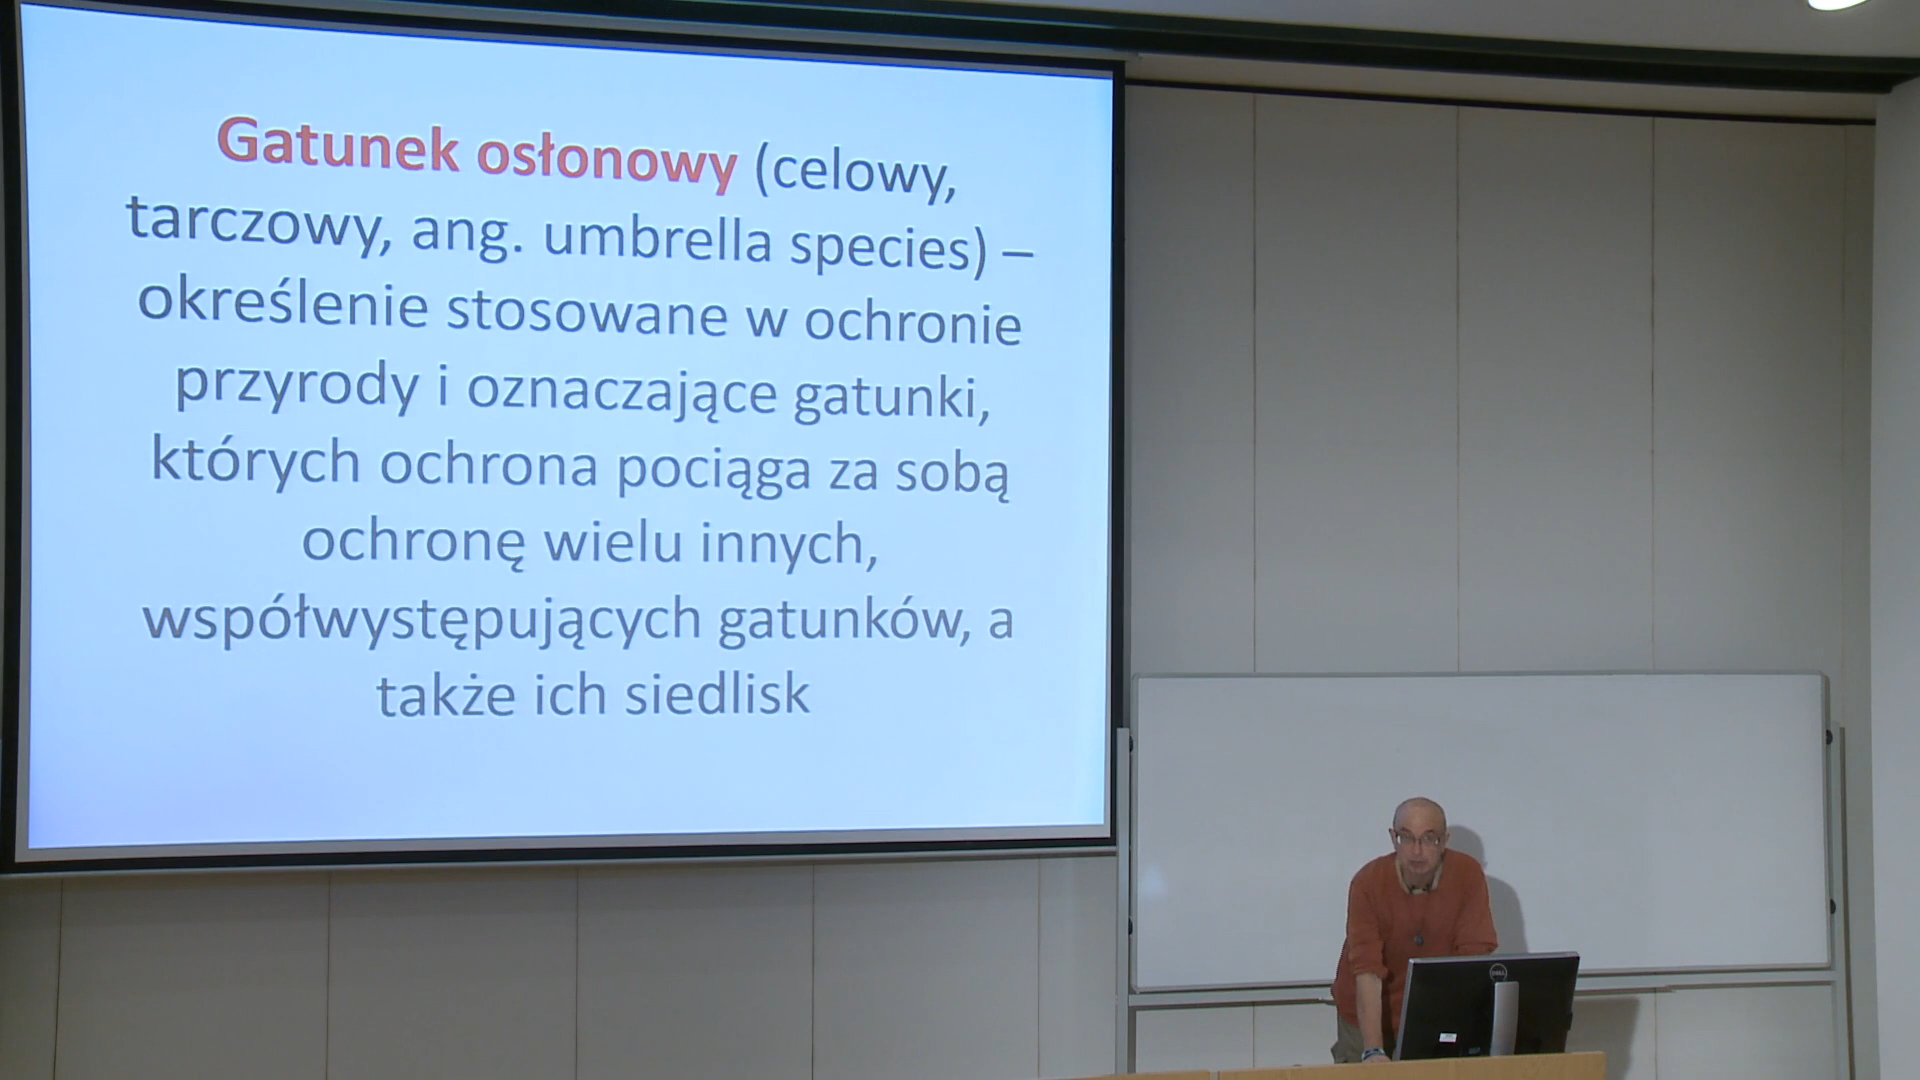 Gatunek osłonowy (celowy,
tarczowy, ang. umbrella species) –
określenie stosowane w ochronie
przyrody i oznaczające gatunki,
których ochrona pociąga za sobą
ochronę wielu innych,
współwystępujących gatunków, a
także ich siedlisk
DELL